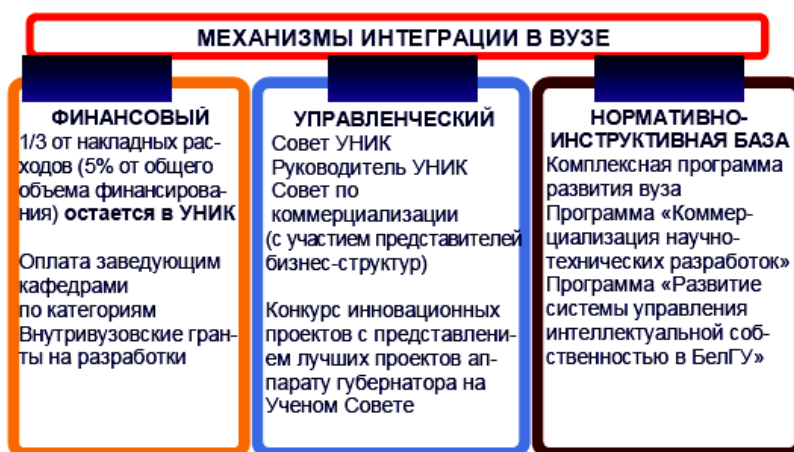 МЕХАНИЗМЫ ИНТЕГРАЦИИ В ВУЗЕ
ФИНАНСОВЫЙ
1/3 от накладных рас-
ходов (5% от общего
объема финансирова-
ния) остается в УНИК
Оплата заведующим
кафедрами
по категориям
Внутривузовские гран-
ты на разработки
УПРАВЛЕНЧЕСКИЙ
Совет УНИК
Руководитель УНИК
Совет по
коммерциализации
(с участием представителей
бизнес-структур)
Конкурс инновационных
проектов с представлени-
ем лучших проектов ап-
парату губернатора на
Ученом Совете
НОРМАТИВНО-
ИНСТРУКТИВНАЯ БАЗА
Комплексная программа
развития вуза
Программа «Коммер-
циализация научно-
технических разработок»
Программа «Развитие
системы управления
интеллектуальной соб-
ственностью в БелГУ»